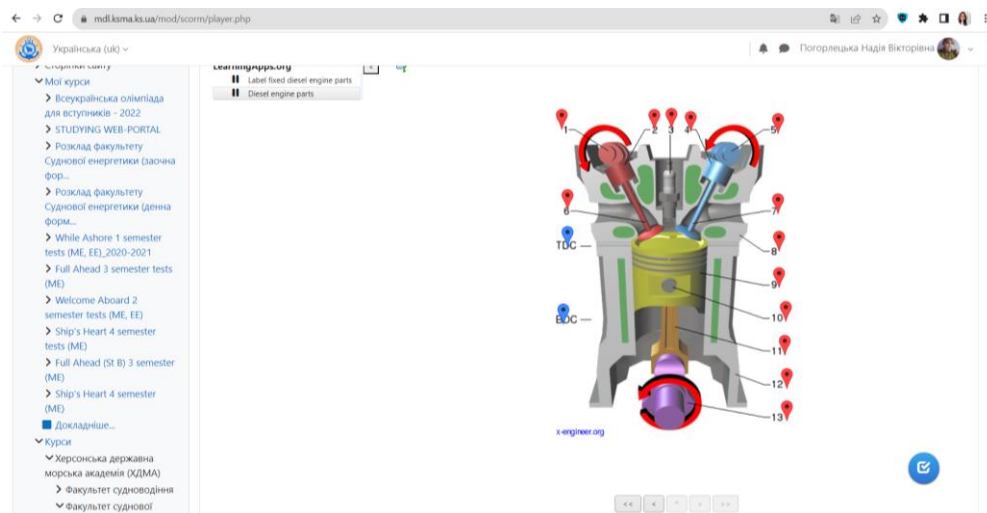 mdl.ksma.ks.ua/mod/scorm/player.php
Українська (uk)
Погорлецька Надія Вікторівна
Сторінки сайту
Мої курси
Всеукраїнська олімпіада
для вступників - 2022
STUDYING WEB-PORTAL
Розклад факультету
Суднової енергетики (заочна
фор...
Розклад факультету
Суднової енергетики (денна
форм...
While Ashore 1 semester
tests (ME, EE)_2020-2021
Full Ahead 3 semester tests
(ME)
Welcome Aboard 2
semester tests (ME, EE)
Ship's Heart 4 semester
tests (ME)
Full Ahead (St B) 3 semester
(ME)
Ship's Heart 4 semester
(ME)
Докладніше...
Курси
Херсонська державна
морська академія (ХДМА)
Факультет судноводіння
Факультет суднової
LearningApps.org
Label fixed diesel engine parts
Diesel engine parts
1
2
3
4
5
6
7
TDC
8
9
10
BDC
11
12
13
x-engineer.org
<< < ^ > >>